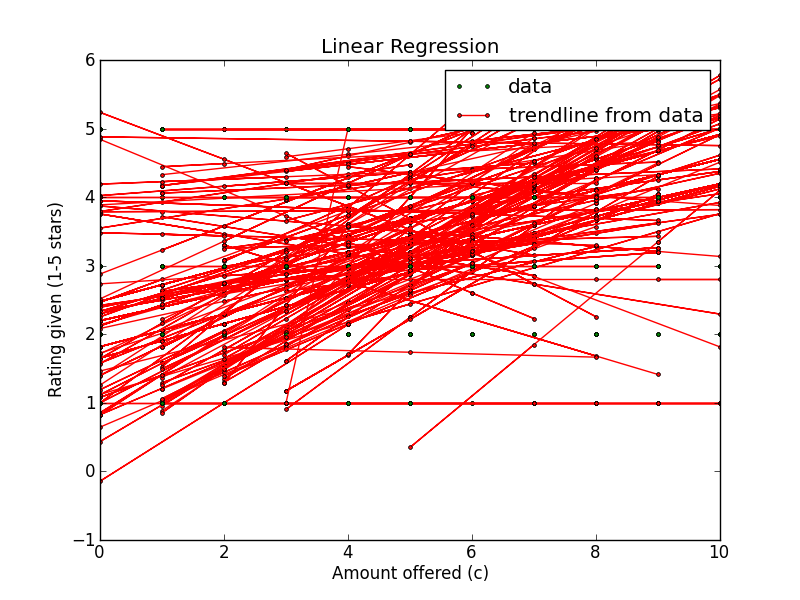 Linear Regression
data
trendline from data
6
5
4
3
2
1
0
−1
Rating given (1-5 stars)
0 2 4 6 8 10
Amount offered (c)